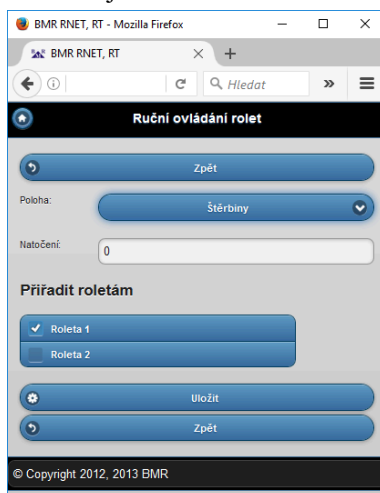 BMR RNET, RT - Mozilla Firefox
BMR RNET, RT
Hledat
Ruční ovládání rolet
Zpět
Poloha:
Štěrbiny
Natočení:
0
Přiřadit roletám
Roleta 1
Roleta 2
Uložit
Zpět
© Copyright 2012, 2013 BMR